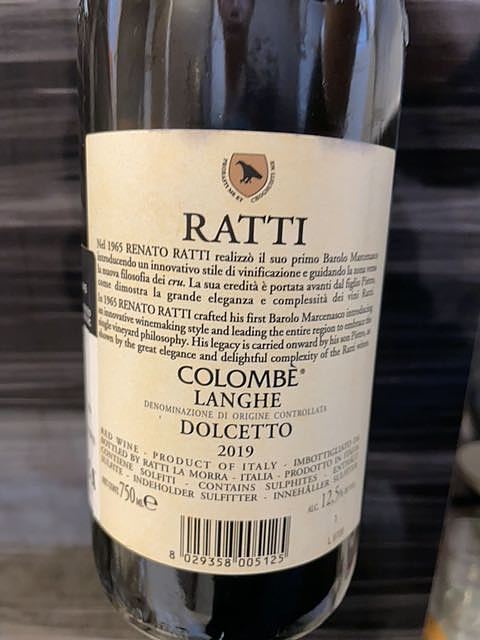 RATTI
Nel 1965 RENATO RATTI realizzò il suo primo Barolo Marcenasco
introducendo un innovativo stile di vinificazione e guidando la zona verso
la nuova filosofia dei cru. La sua eredità è portata avanti dal figlio Pietro,
come dimostra la grande eleganza e complessità dei vini Ratti.
In 1965 RENATO RATTI crafted his first Barolo Marcenasco introducing
an innovative winemaking style and leading the entire region to embrace the
single vineyard philosophy. His legacy is carried onward by his son Pietro, as
shown by the great elegance and delightful complexity of the Ratti wines.
COLOMBÈ®
LANGHE
DENOMINAZIONE DI ORIGINE CONTROLLATA
DOLCETTO
2019
RED WINE - PRODUCT OF ITALY - IMBOTTIGLIATO DA
BOTTLED BY RATTI LA MORRA - ITALIA - PRODOTTO IN ITALIA
CONTIENE SOLFITI - CONTAINS SULPHITES - ENTHÄLT
SULFITE - INDEHOLDER SULFITTER - INNEHÅLLER SULFITER
750 ML e
ALC. 12,5%
8 029358 005125